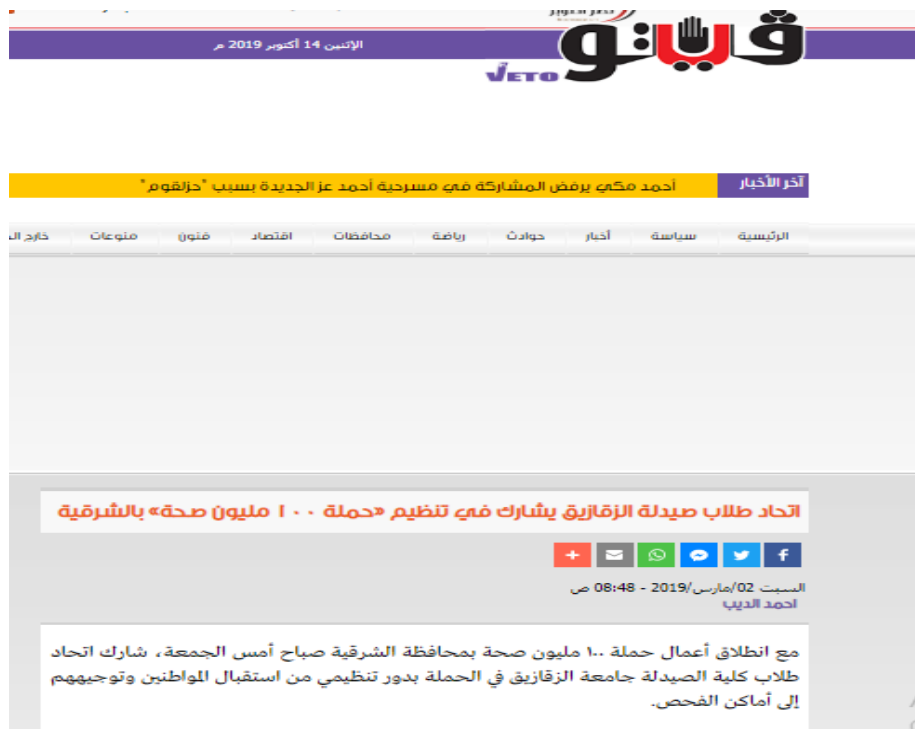 الإثنين 14 أكتوبر 2019 م
ڤيتو
VETO
آخر الأخبار
أحمد مكي يرفض المشاركة في مسرحية أحمد عز الجديدة بسبب "حزلقوم"
الرئيسية سياسة أخبار حوادث رياضة محافظات اقتصاد فنون منوعات خارج
اتحاد طلاب صيدلة الزقازيق يشارك في تنظيم «حملة ١٠٠ مليون صحة» بالشرقية
السبت 02/مارس/2019 - 08:48 ص
احمد الديب
مع انطلاق أعمال حملة ١٠٠ مليون صحة بمحافظة الشرقية صباح أمس الجمعة، شارك اتحاد
طلاب كلية الصيدلة جامعة الزقازيق في الحملة بدور تنظيمي من استقبال المواطنين وتوجيههم
إلى أماكن الفحص.